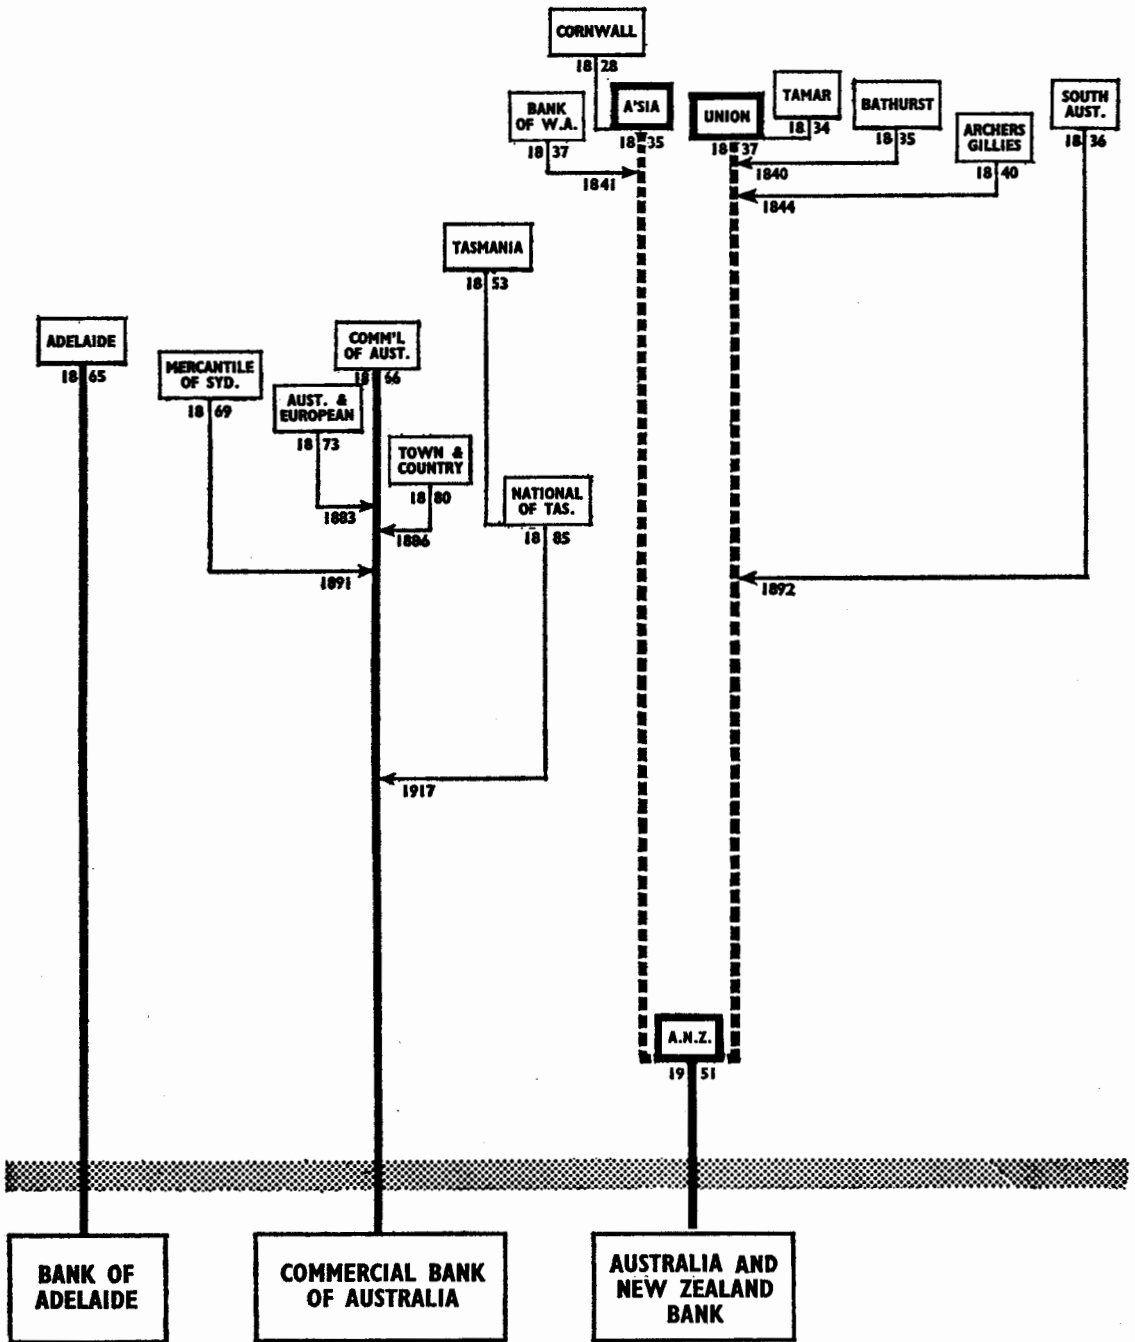 CORNWALL
18 28
A'SIA
18 35
BANK
OF W.A.
18 37
1841
UNION
18 37
TAMAR
18 34
BATHURST
18 35
1840
ARCHERS
GILLIES
18 40
1844
SOUTH
AUST.
18 36
TASMANIA
18 53
ADELAIDE
18 65
MERCANTILE
OF SYD.
18 69
COMM'L
OF AUST.
18 66
AUST. &
EUROPEAN
18 73
TOWN &
COUNTRY
18 80
NATIONAL
OF TAS.
18 85
1883
1886
1891
1892
1917
A.N.Z.
19 51
BANK OF
ADELAIDE
COMMERCIAL BANK
OF AUSTRALIA
AUSTRALIA AND
NEW ZEALAND
BANK